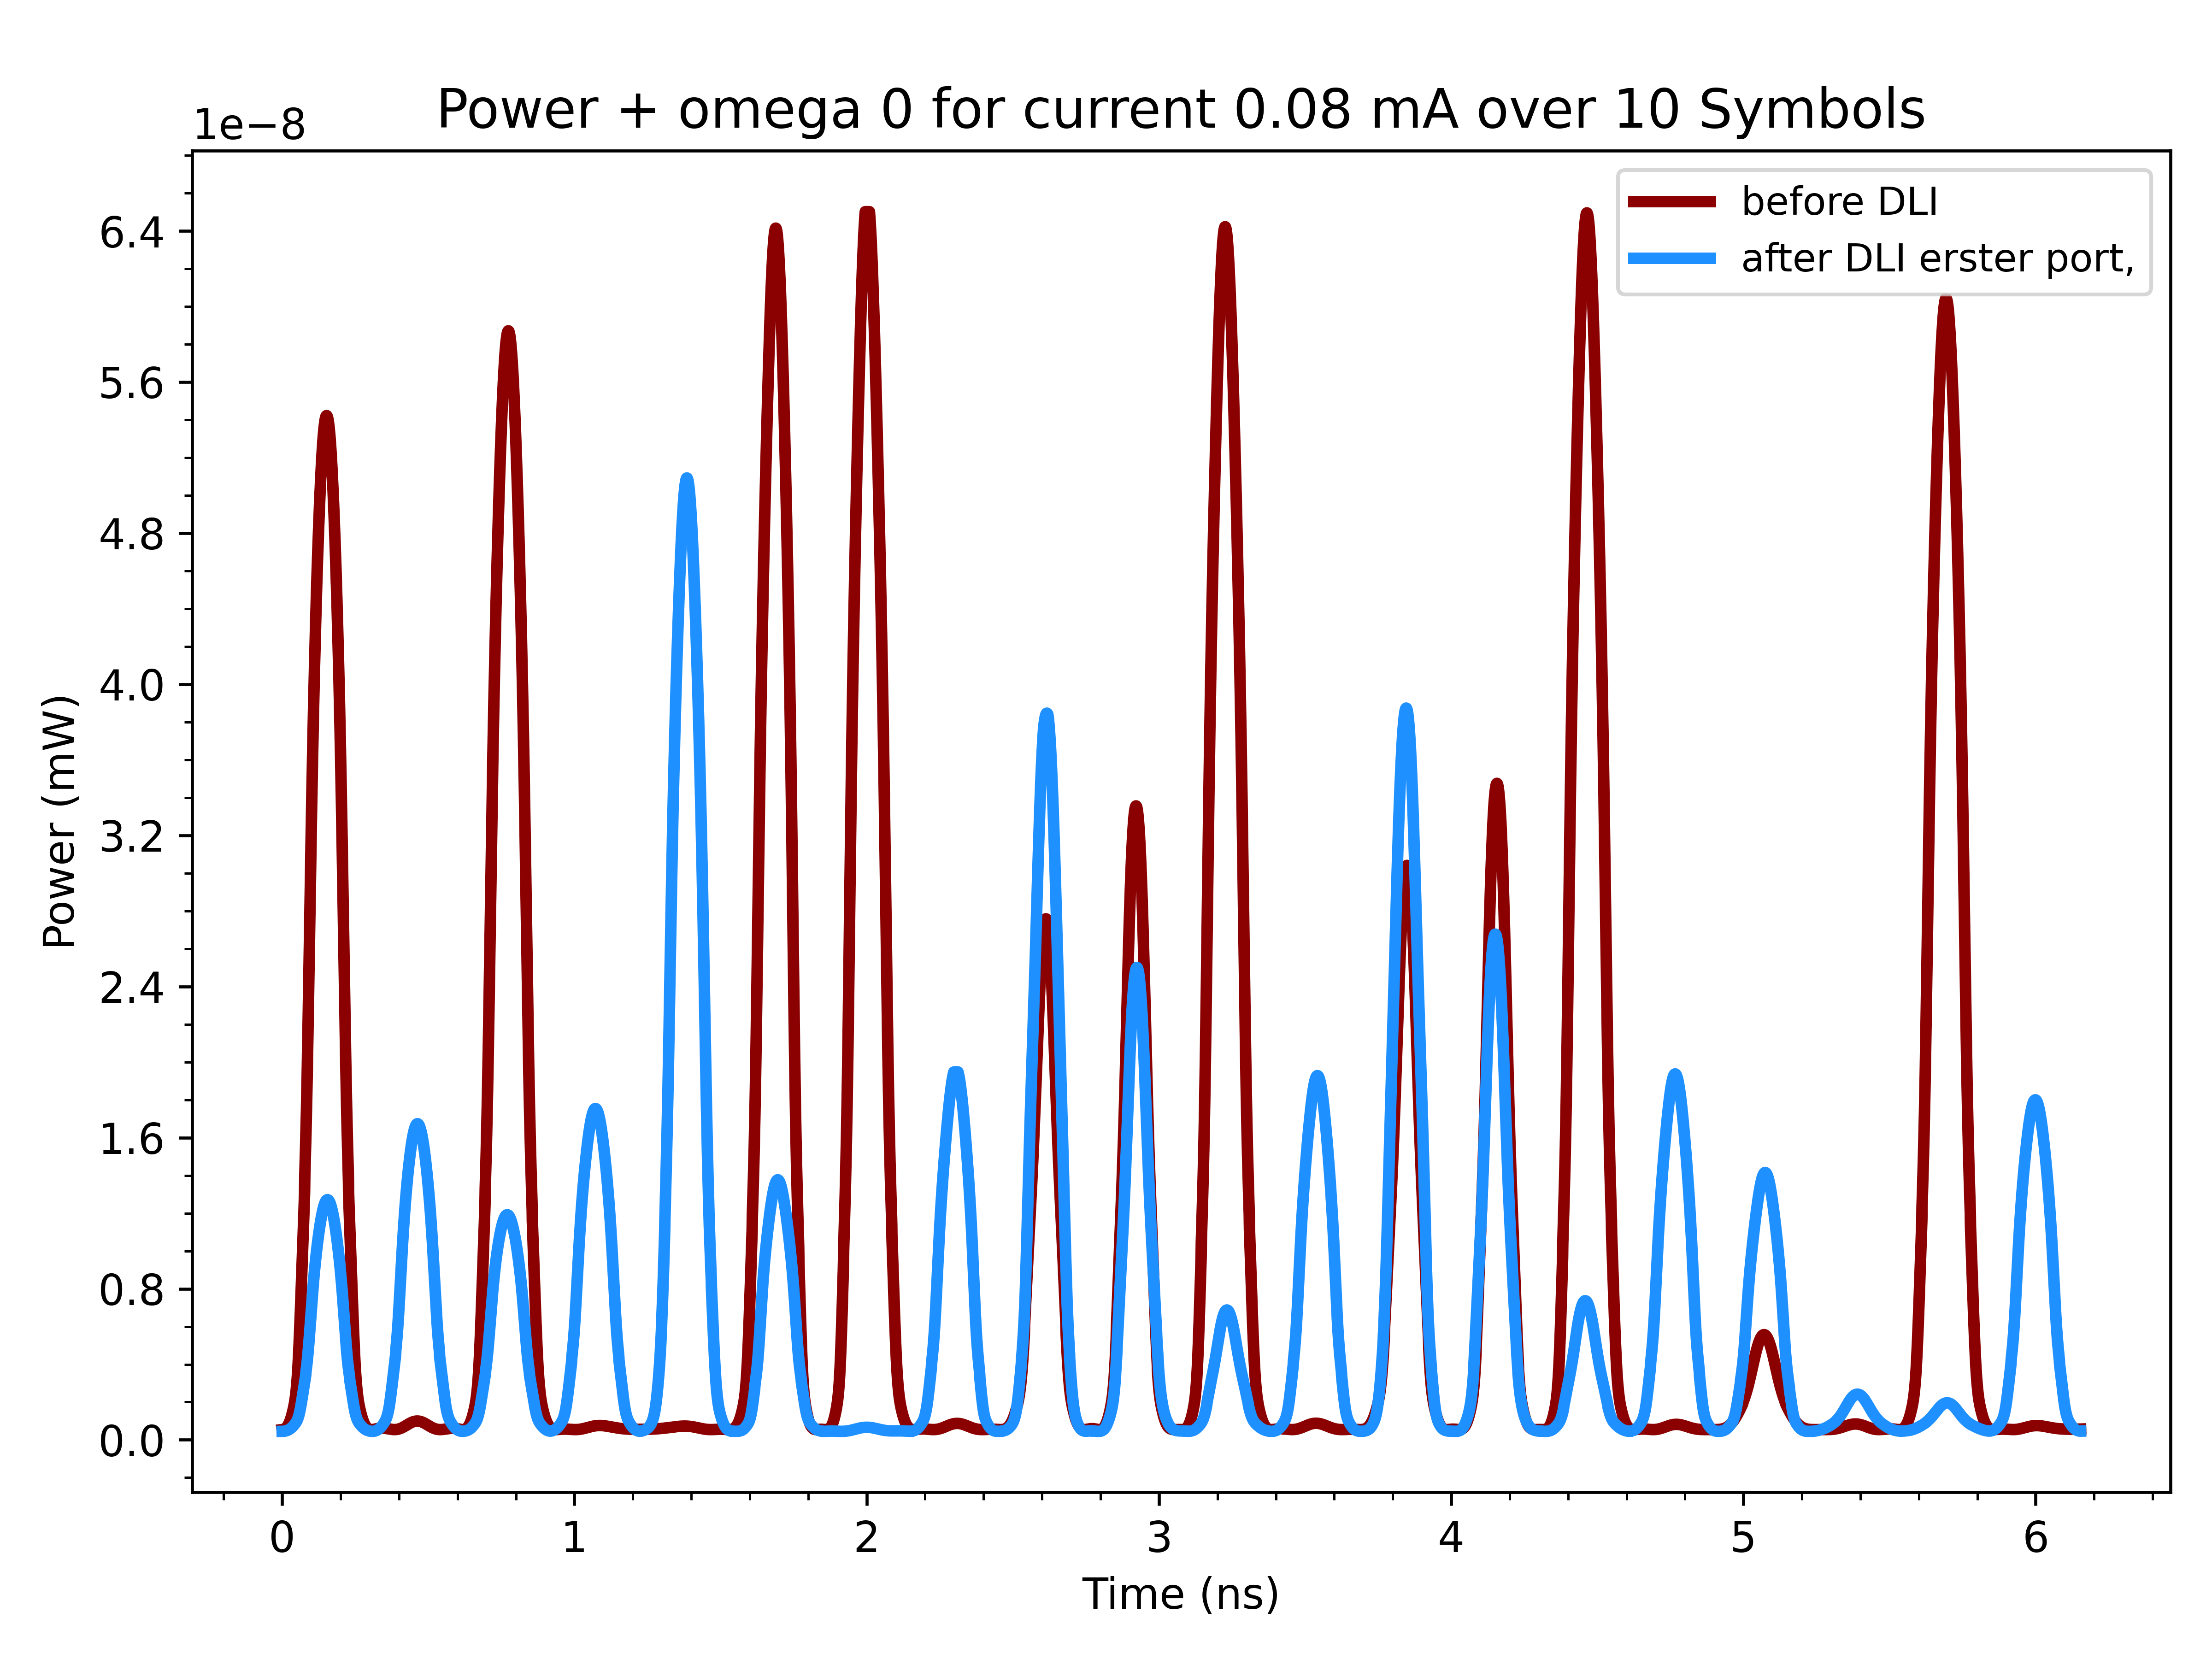 Power + omega 0 for current 0.08 mA over 10 Symbols
1e−8
before DLI
after DLI erster port,
6.4
5.6
4.8
4.0
3.2
2.4
1.6
0.8
0.0
Power (mW)
0 1 2 3 4 5 6
Time (ns)